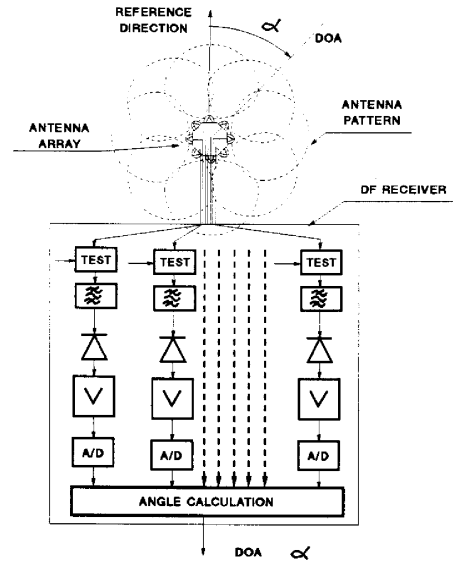 REFERENCE
DIRECTION
α
DOA
ANTENNA
PATTERN
ANTENNA
ARRAY
DF RECEIVER
TEST
TEST
TEST
V
V
V
A/D
A/D
A/D
ANGLE CALCULATION
DOA α